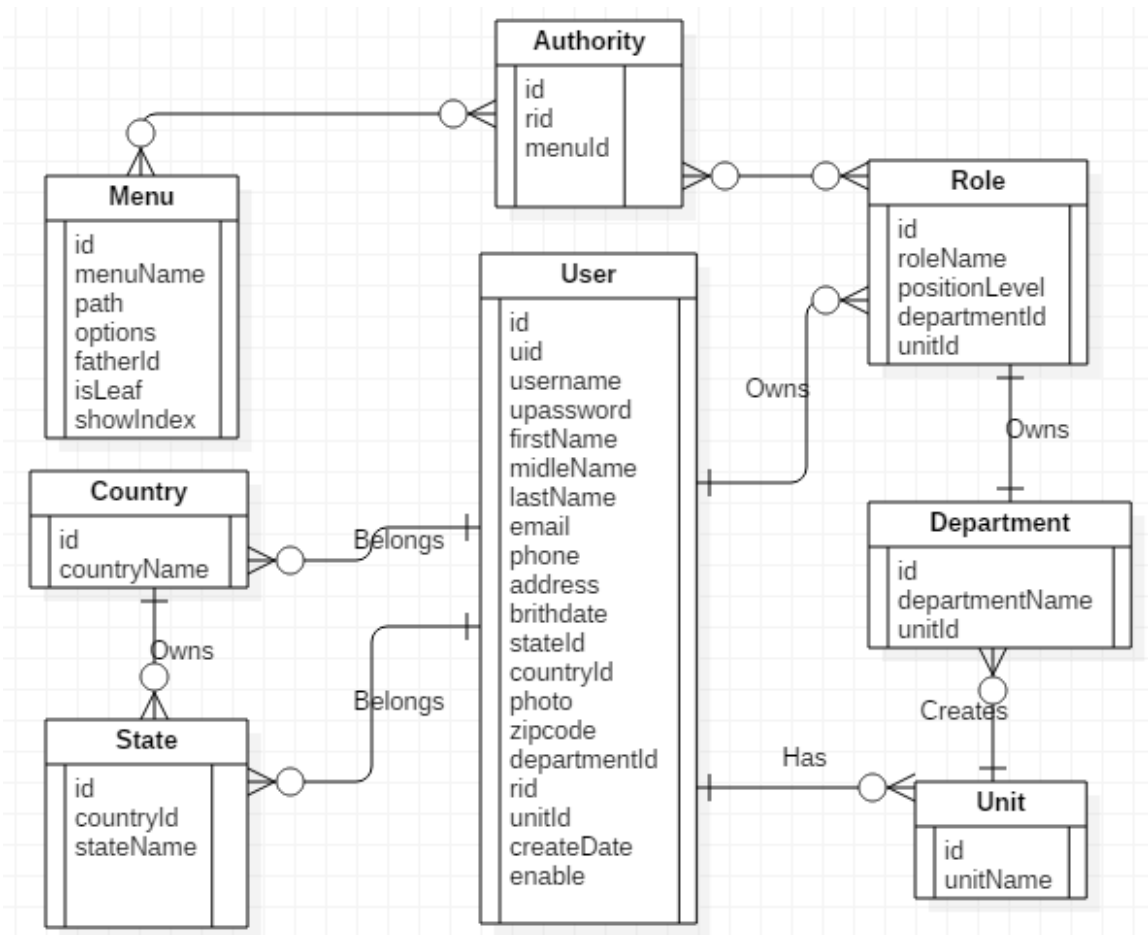 Authority
id
rid
menuId
Menu
id
menuName
path
options
fatherId
isLeaf
showIndex
Role
id
roleName
positionLevel
departmentId
unitId
User
id
uid
username
upassword
firstName
midleName
lastName
email
phone
address
brithdate
stateId
countryId
photo
zipcode
departmentId
rid
unitId
createDate
enable
Owns
Owns
Country
id
countryName
Belongs
Owns
Belongs
State
id
countryId
stateName
Department
id
departmentName
unitId
Creates
Has
Unit
id
unitName